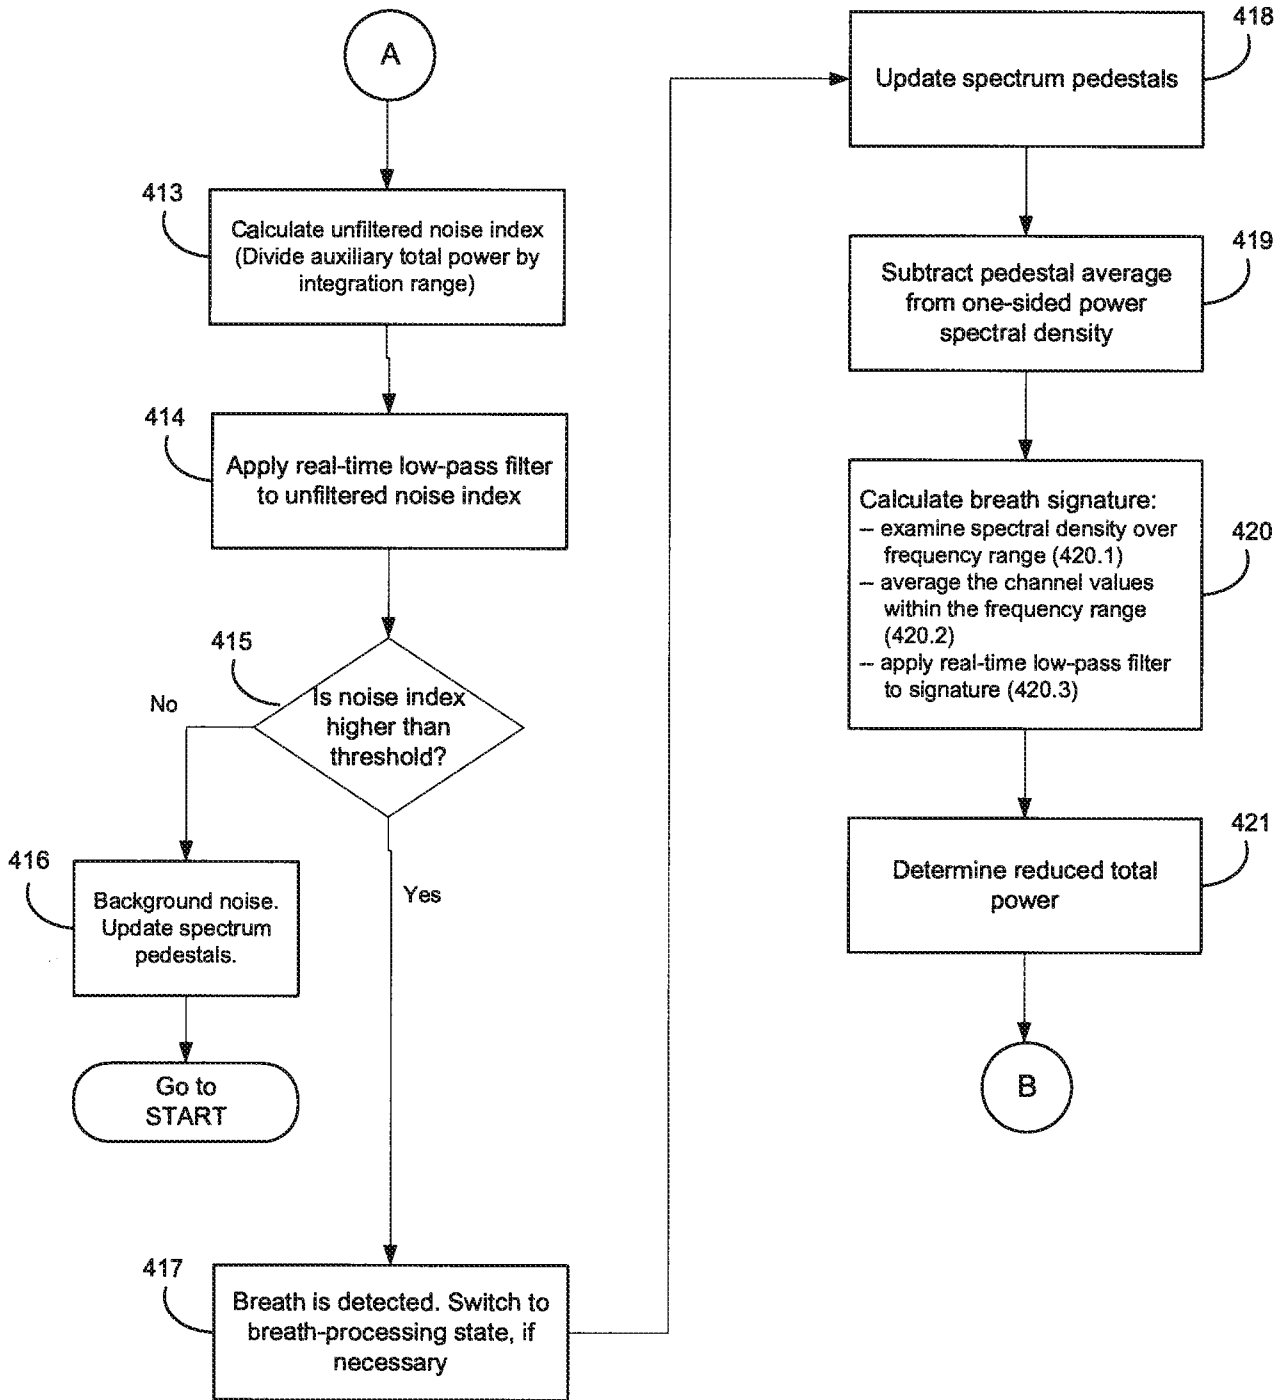 A
413
Calculate unfiltered noise index
(Divide auxiliary total power by
integration range)
414
Apply real-time low-pass filter
to unfiltered noise index
415
Is noise index
higher than
threshold?
No
Yes
416
Background noise.
Update spectrum
pedestals.
Go to
START
417
Breath is detected. Switch to
breath-processing state, if
necessary
418
Update spectrum pedestals
419
Subtract pedestal average
from one-sided power
spectral density
420
Calculate breath signature:
– examine spectral density over
frequency range (420.1)
– average the channel values
within the frequency range
(420.2)
– apply real-time low-pass filter
to signature (420.3)
421
Determine reduced total
power
B